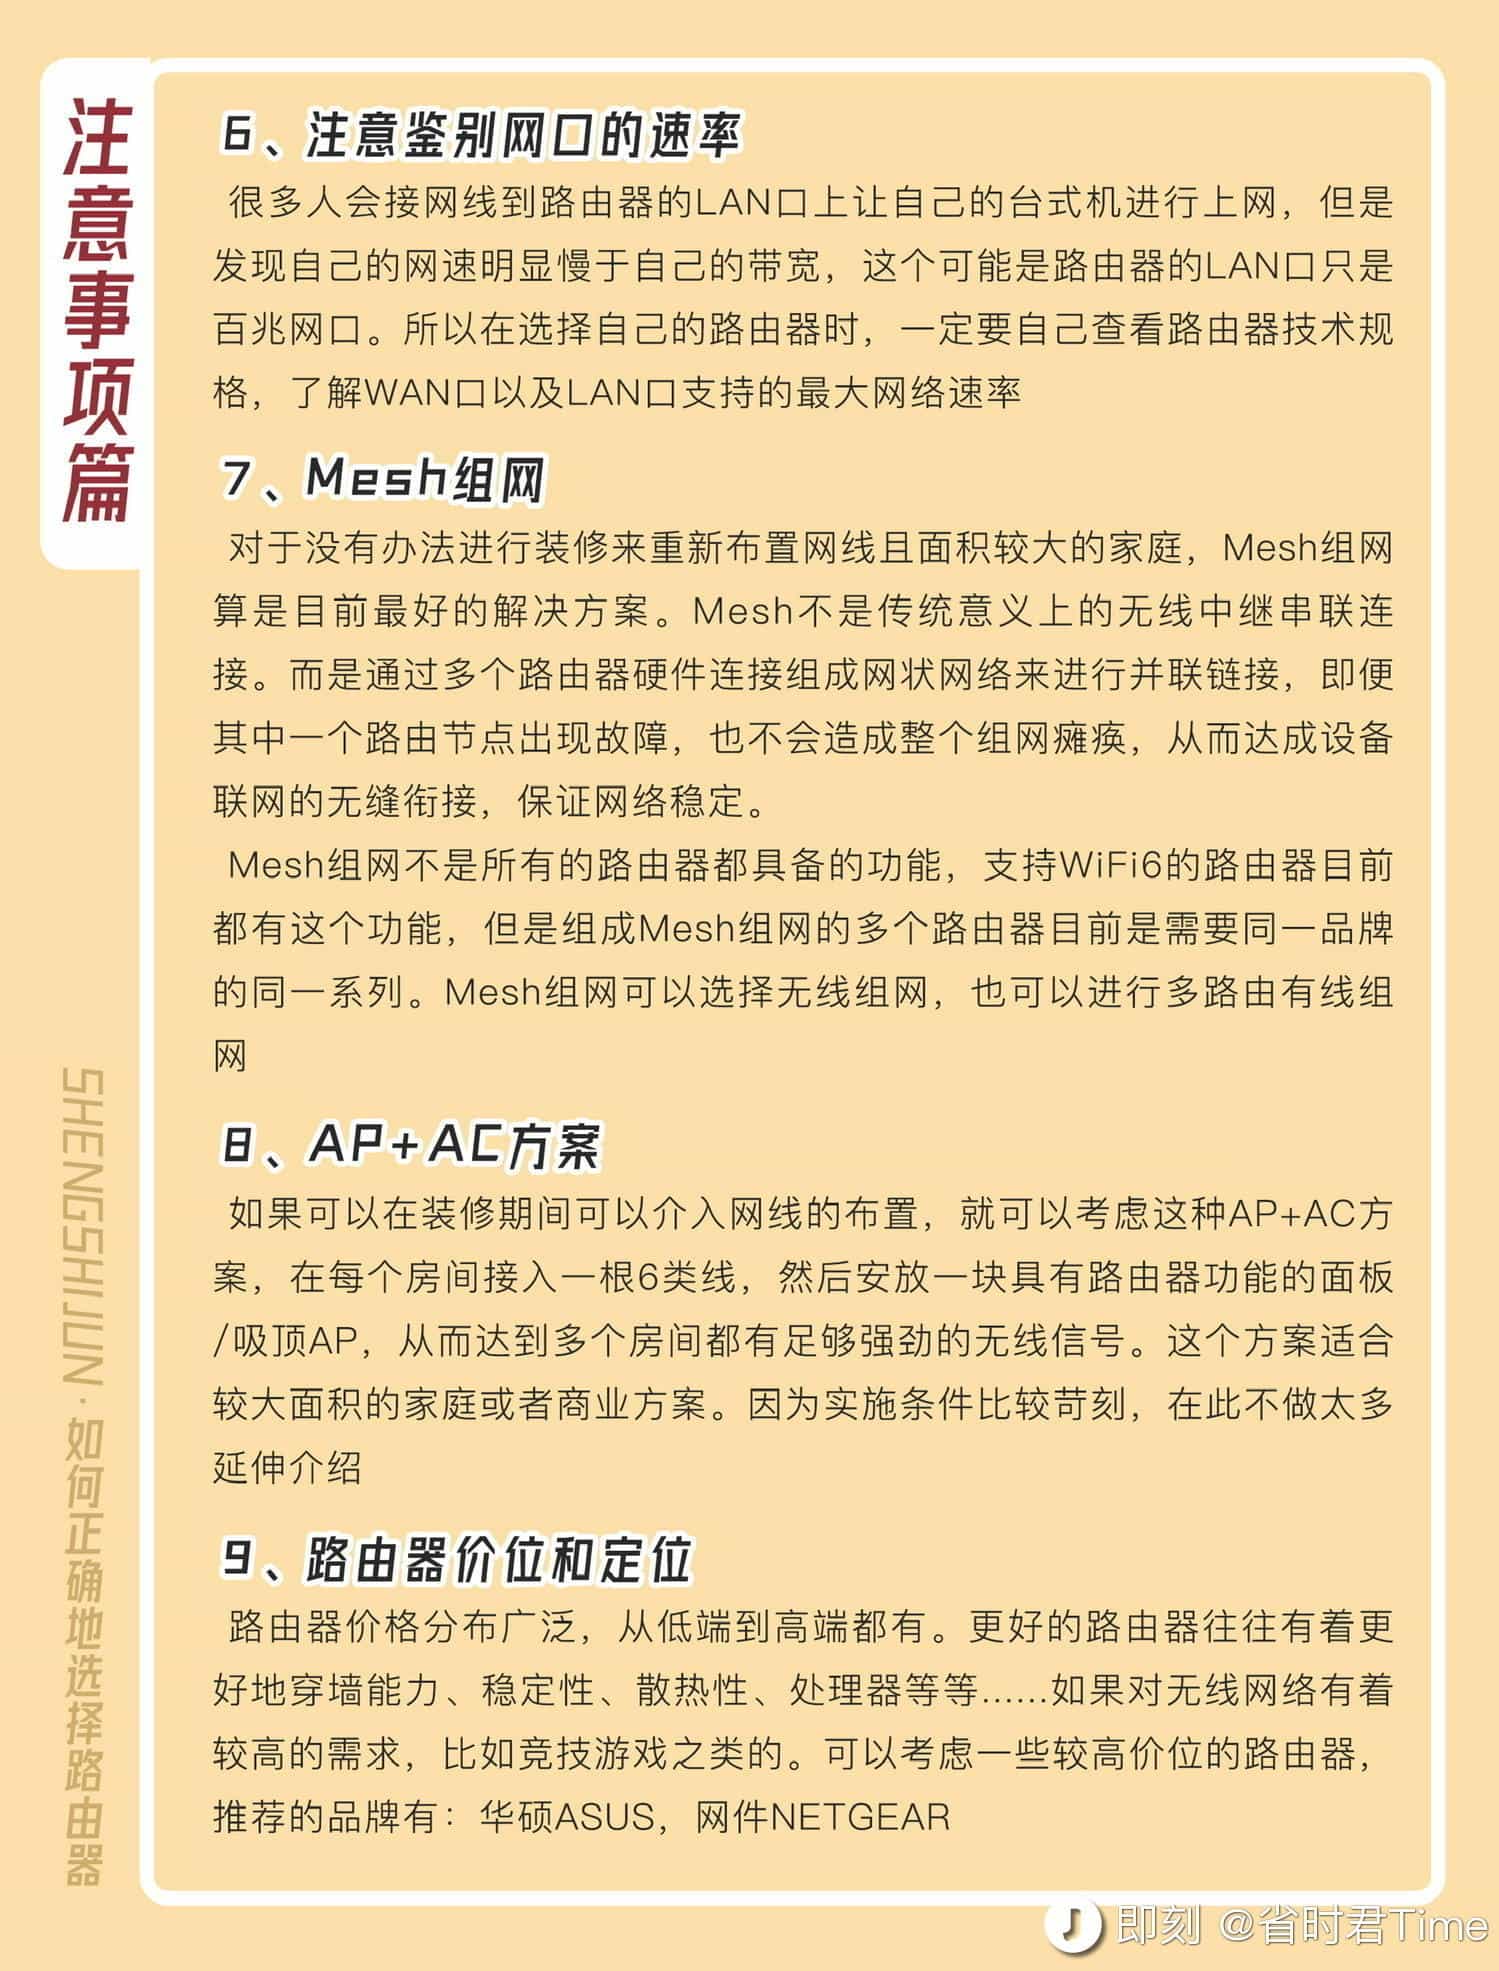 注意事项篇
6、注意鉴别网口的速率
很多人会接网线到路由器的LAN口上让自己的台式机进行上网，但是
发现自己的网速明显慢于自己的带宽，这个可能是路由器的LAN口只是
百兆网口。所以在选择自己的路由器时，一定要自己查看路由器技术规
格，了解WAN口以及LAN口支持的最大网络速率
7、Mesh组网
对于没有办法进行装修来重新布置网线且面积较大的家庭，Mesh组网
算是目前最好的解决方案。Mesh不是传统意义上的无线中继串联连
接。而是通过多个路由器硬件连接组成网状网络来进行并联链接，即便
其中一个路由节点出现故障，也不会造成整个组网瘫痪，从而达成设备
联网的无缝衔接，保证网络稳定。
Mesh组网不是所有的路由器都具备的功能，支持WiFi6的路由器目前
都有这个功能，但是组成Mesh组网的多个路由器目前是需要同一品牌
的同一系列。Mesh组网可以选择无线组网，也可以进行多路由有线组
网
8、AP+AC方案
如果可以在装修期间可以介入网线的布置，就可以考虑这种AP+AC方
案，在每个房间接入一根6类线，然后安放一块具有路由器功能的面板
/吸顶AP，从而达到多个房间都有足够强劲的无线信号。这个方案适合
较大面积的家庭或者商业方案。因为实施条件比较苛刻，在此不做太多
延伸介绍
9、路由器价位和定位
路由器价格分布广泛，从低端到高端都有。更好的路由器往往有着更
好地穿墙能力、稳定性、散热性、处理器等等......如果对无线网络有着
较高的需求，比如竞技游戏之类的。可以考虑一些较高价位的路由器，
推荐的品牌有：华硕ASUS，网件NETGEAR
SHENGSHIJUN·如何正确地选择路由器
即刻 @省时君Time